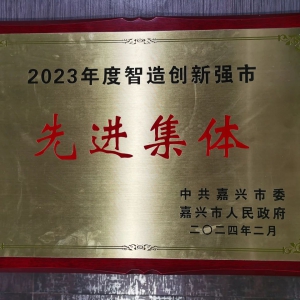 2023年度智造创新强市
先进集体
中共嘉兴市委
嘉兴市人民政府
二〇二四年二月